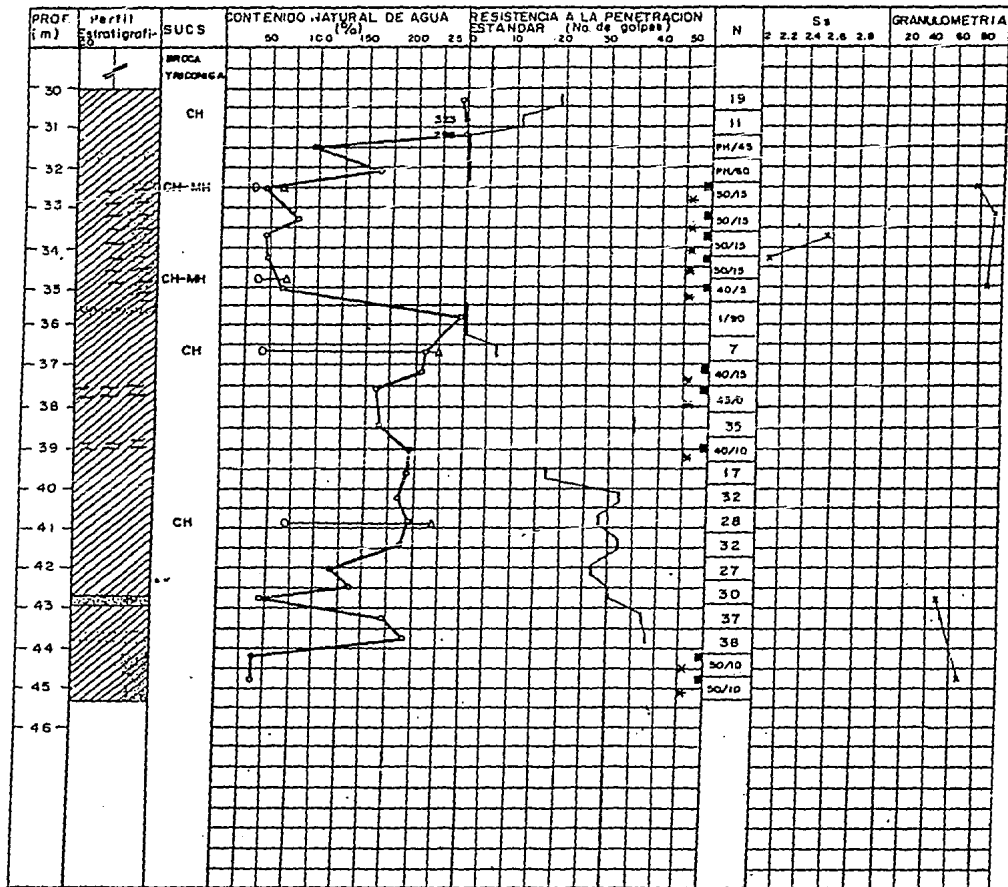 PROF. (m)
Perfil Estratigrafi-co
SUCS
CONTENIDO NATURAL DE AGUA (%)
50 100 150 200 25
RESISTENCIA A LA PENETRACION ESTANDAR (No. de golpes)
0 10 20 30 40 50
N
Ss
2 2.2 2.4 2.6 2.8
GRANULOMETRIA
20 40 60 80
BROCA
TRICONICA
30
CH
19
323
31
11
PH/45
32
PH/60
CH-MH
50/15
33
50/15
50/15
34
50/15
CH-MH
40/5
35
1/90
36
CH
7
37
40/15
45/0
38
35
39
40/10
17
40
32
CH
28
41
32
42
27
30
43
37
38
44
50/10
45
50/10
46